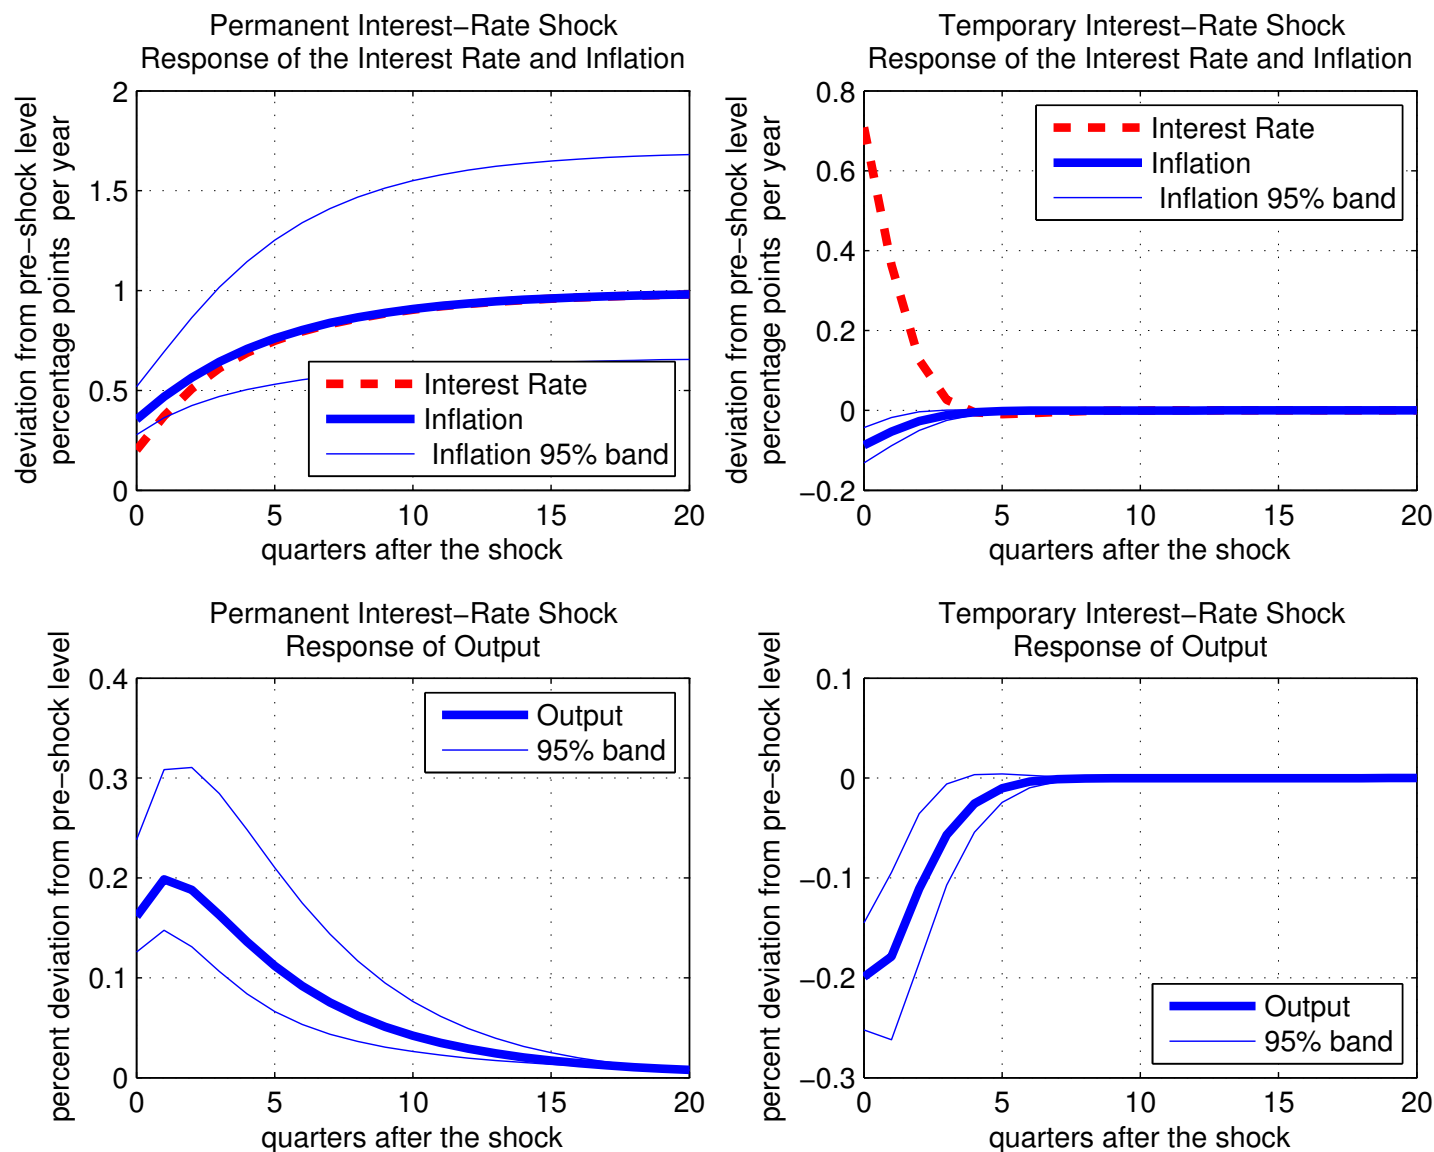 Permanent Interest−Rate Shock
Response of the Interest Rate and Inflation
deviation from pre−shock level
percentage points  per year
2
1.5
1
0.5
0
Interest Rate
Inflation
Inflation 95% band
0 5 10 15 20
quarters after the shock
Temporary Interest−Rate Shock
Response of the Interest Rate and Inflation
deviation from pre−shock level
percentage points  per year
0.8
0.6
0.4
0.2
0
−0.2
Interest Rate
Inflation
Inflation 95% band
0 5 10 15 20
quarters after the shock
Permanent Interest−Rate Shock
Response of Output
percent deviation from pre−shock level
0.4
0.3
0.2
0.1
0
Output
95% band
0 5 10 15 20
quarters after the shock
Temporary Interest−Rate Shock
Response of Output
percent deviation from pre−shock level
0.1
0
−0.1
−0.2
−0.3
Output
95% band
0 5 10 15 20
quarters after the shock